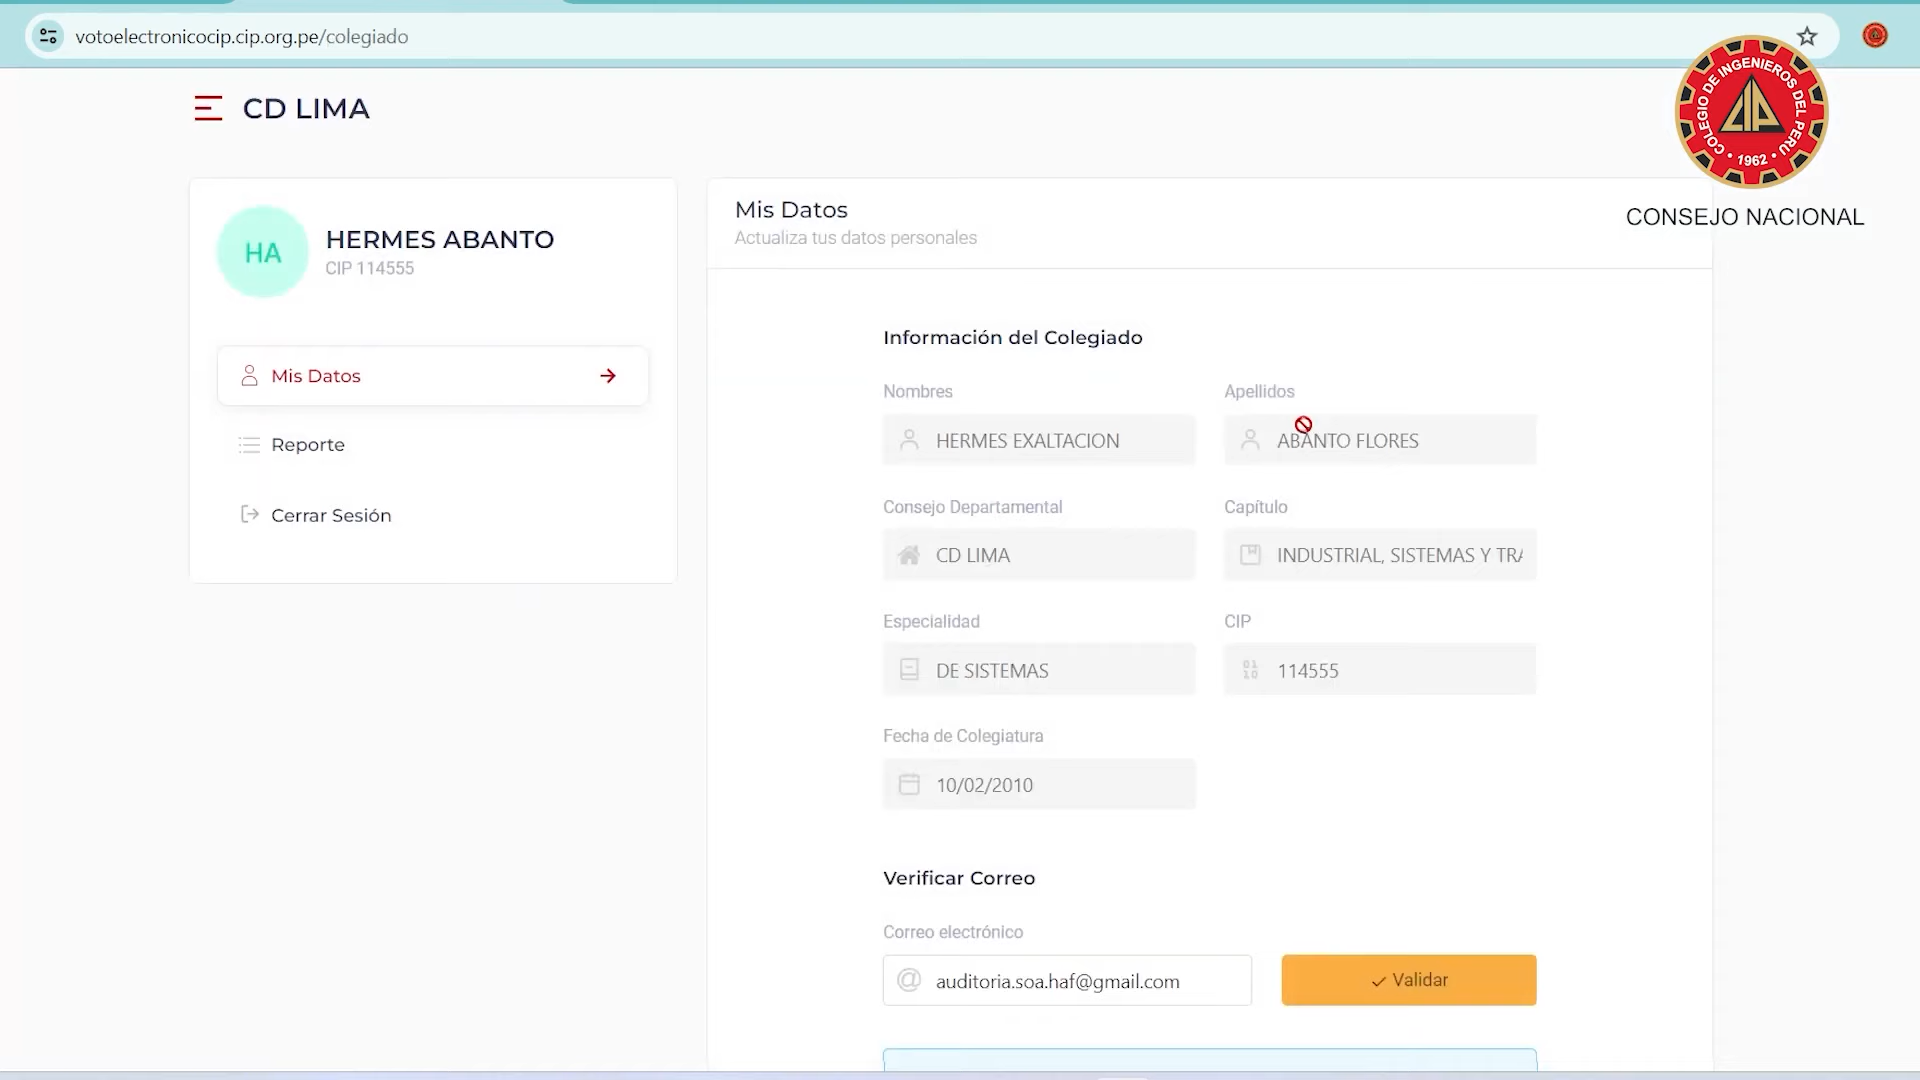 votoelectronicocip.cip.org.pe/colegiado
CD LIMA
COLEGIO DE INGENIEROS DEL PERU
CIP
• 1962 •
CONSEJO NACIONAL
HA
HERMES ABANTO
CIP 114555
Mis Datos
Reporte
Cerrar Sesión
Mis Datos
Actualiza tus datos personales
Información del Colegiado
Nombres
Apellidos
HERMES EXALTACION
ABANTO FLORES
Consejo Departamental
Capítulo
CD LIMA
INDUSTRIAL, SISTEMAS Y TRA
Especialidad
CIP
DE SISTEMAS
114555
Fecha de Colegiatura
10/02/2010
Verificar Correo
Correo electrónico
auditoria.soa.haf@gmail.com
Validar